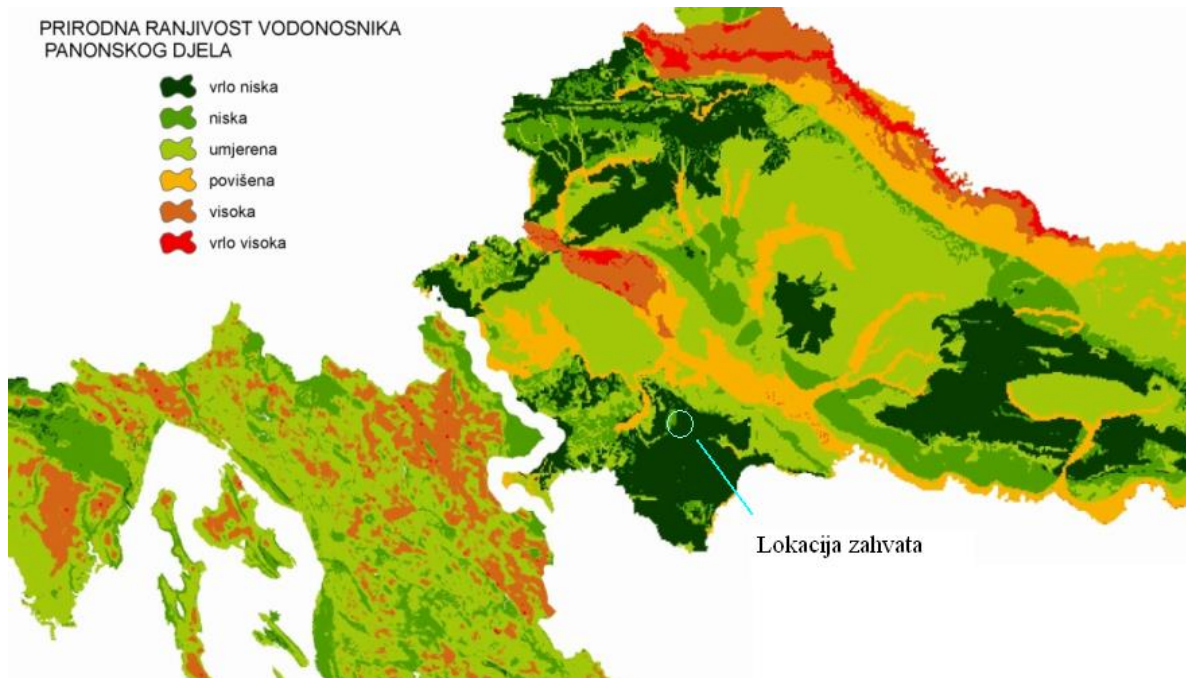 PRIRODNA RANJIVOST VODONOSNIKA
PANONSKOG DJELA
vrlo niska
niska
umjerena
povišena
visoka
vrlo visoka
Lokacija zahvata